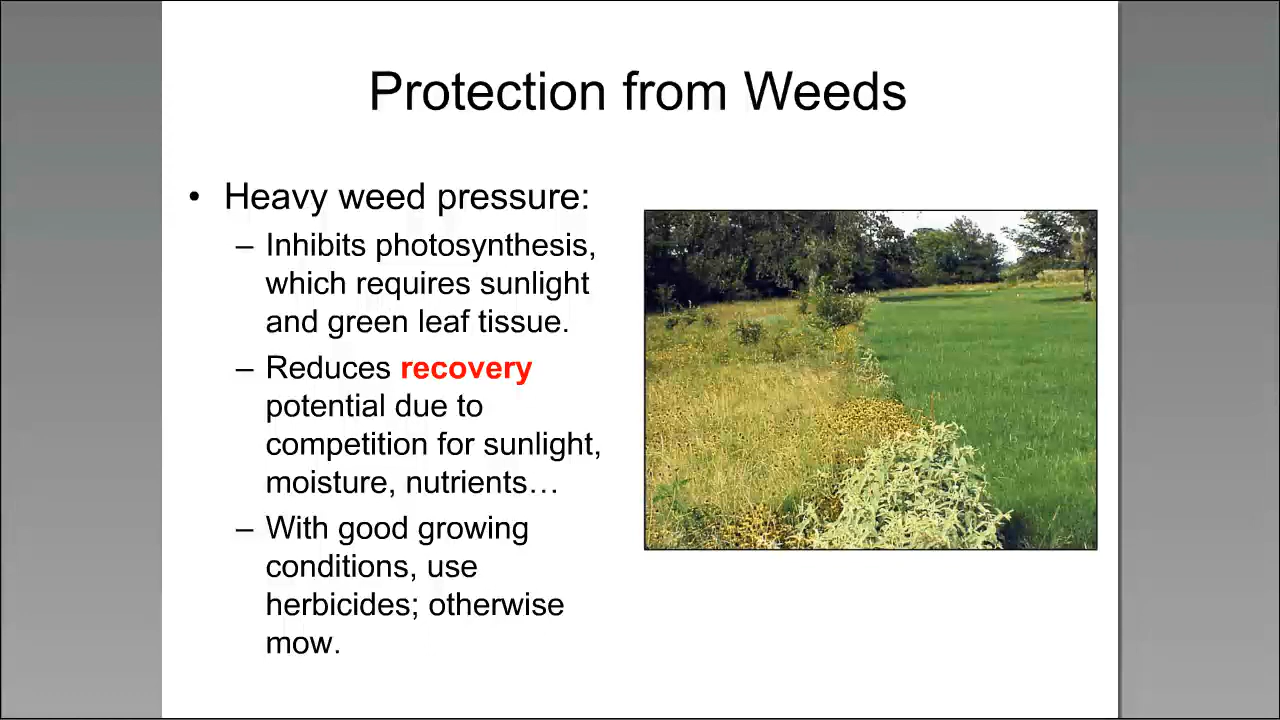 Protection from Weeds
• Heavy weed pressure:
– Inhibits photosynthesis,
which requires sunlight
and green leaf tissue.
– Reduces recovery
potential due to
competition for sunlight,
moisture, nutrients…
– With good growing
conditions, use
herbicides; otherwise
mow.